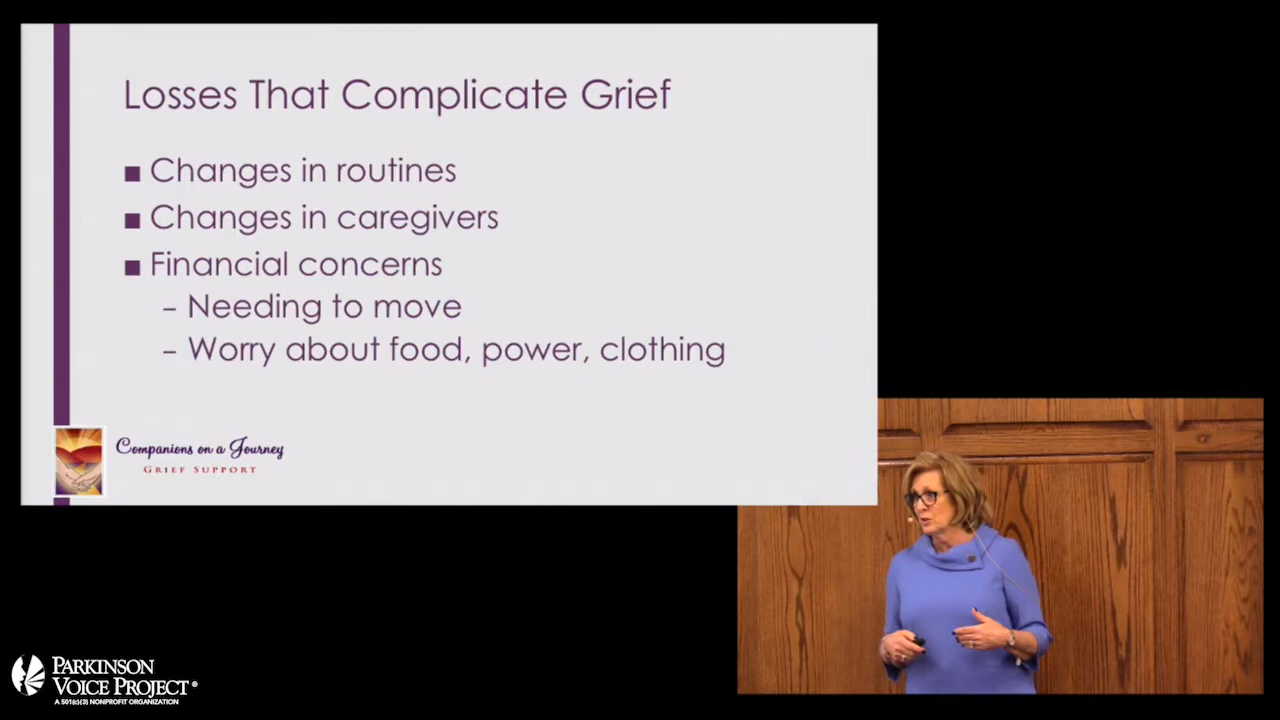 Losses That Complicate Grief
■ Changes in routines
■ Changes in caregivers
■ Financial concerns
– Needing to move
– Worry about food, power, clothing
Companions on a Journey
GRIEF SUPPORT
PARKINSON
VOICE PROJECT®
A 501(c)(3) NONPROFIT ORGANIZATION